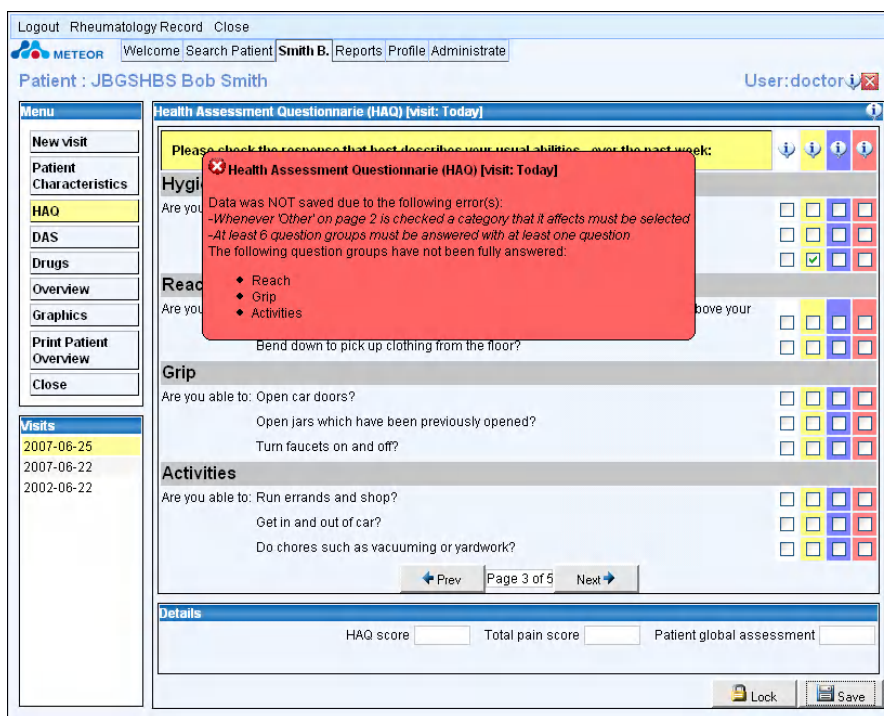 Logout Rheumatology Record Close
METEOR Welcome Search Patient Smith B. Reports Profile Administrate
Patient : JBGSHBS Bob Smith User:doctor
Menu
New visit
Patient Characteristics
HAQ
DAS
Drugs
Overview
Graphics
Print Patient Overview
Close
Visits
2007-06-25
2007-06-22
2002-06-22
Health Assessment Questionnarie (HAQ) [visit: Today]
Please check the response that best describes your usual abilities over the past week:
Health Assessment Questionnarie (HAQ) [visit: Today]
Data was NOT saved due to the following error(s):
-Whenever 'Other' on page 2 is checked a category that it affects must be selected
-At least 6 question groups must be answered with at least one question
The following question groups have not been fully answered:
Reach
Grip
Activities
Hygi
Are you
Reac
Are you bove your
Bend down to pick up clothing from the floor?
Grip
Are you able to: Open car doors?
Open jars which have been previously opened?
Turn faucets on and off?
Activities
Are you able to: Run errands and shop?
Get in and out of car?
Do chores such as vacuuming or yardwork?
Prev Page 3 of 5 Next
Details
HAQ score Total pain score Patient global assessment
Lock Save